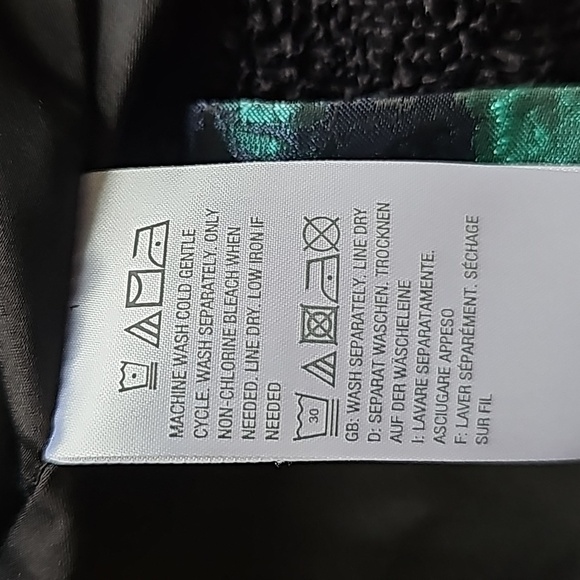 MACHINE WASH COLD GENTLE
CYCLE. WASH SEPARATELY. ONLY
NON-CHLORINE BLEACH WHEN
NEEDED. LINE DRY. LOW IRON IF
NEEDED
30
GB: WASH SEPARATELY. LINE DRY
D: SEPARAT WASCHEN. TROCKNEN
AUF DER WÄSCHELEINE
I: LAVARE SEPARATAMENTE.
ASCIUGARE APPESO
F: LAVER SÉPARÉMENT. SÉCHAGE
SUR FIL